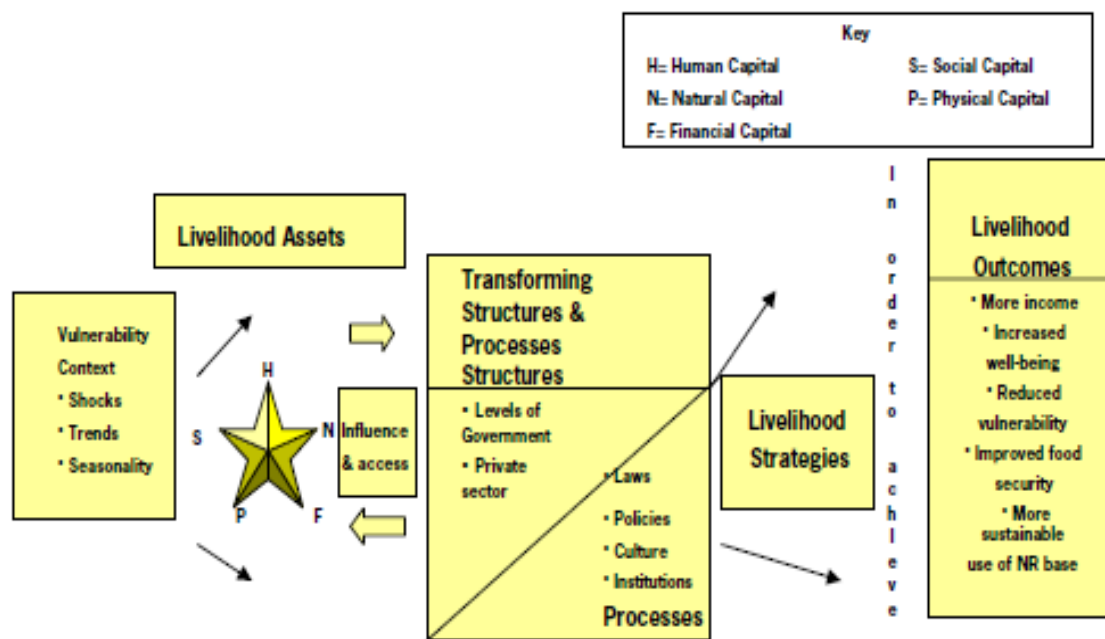 Key
H= Human Capital
S= Social Capital
N= Natural Capital
P= Physical Capital
F= Financial Capital
Livelihood Assets
Vulnerability
Context
• Shocks
• Trends
• Seasonality
H
S
N
P
F
Influence
& access
Transforming
Structures &
Processes
Structures
• Levels of
Government
• Private
sector
• Laws
• Policies
• Culture
• Institutions
Processes
Livelihood
Strategies
In order to achieve
Livelihood
Outcomes
• More income
• Increased
well-being
• Reduced
vulnerability
• Improved food
security
• More
sustainable
use of NR base